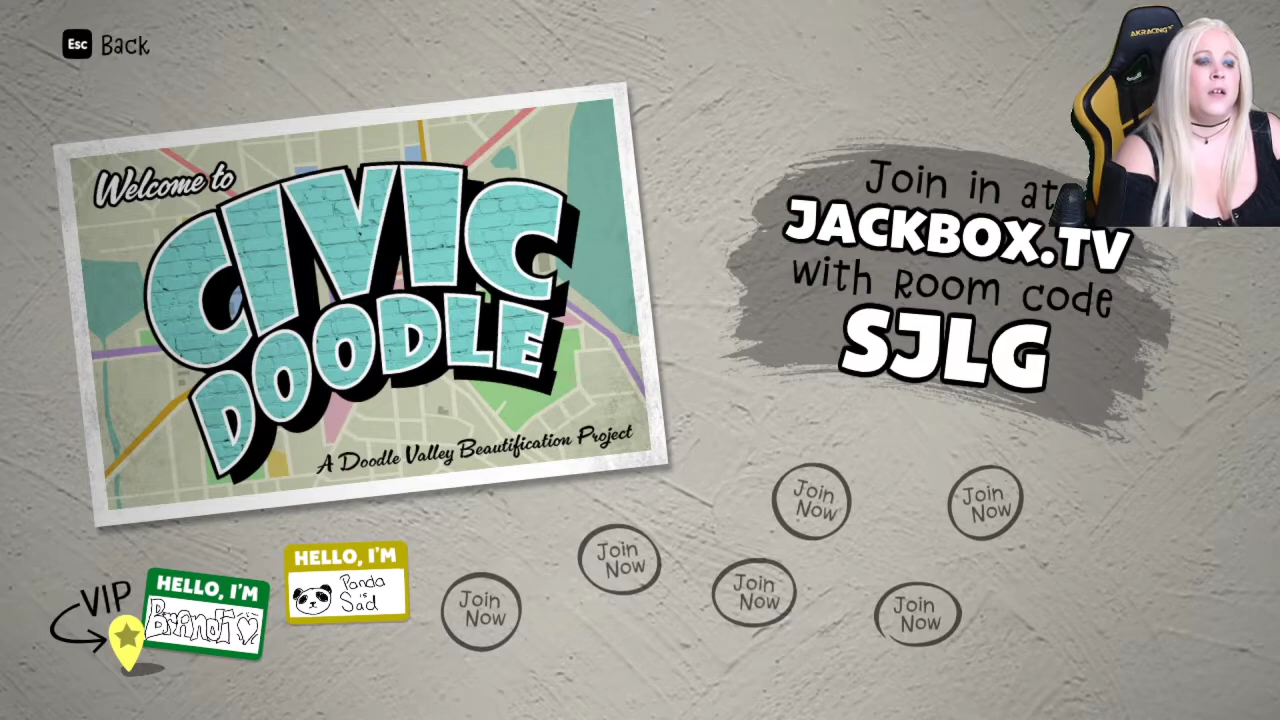 Esc Back
AKRACING
Welcome to
CIVIC
DOODLE
A Doodle Valley Beautification Project
Join in at
JACKBOX.TV
with Room code
SJLG
Join
Now
Join
Now
Join
Now
Join
Now
Join
Now
Join
Now
VIP
HELLO, I'M
Brandi
HELLO, I'M
Panda
is
Sad